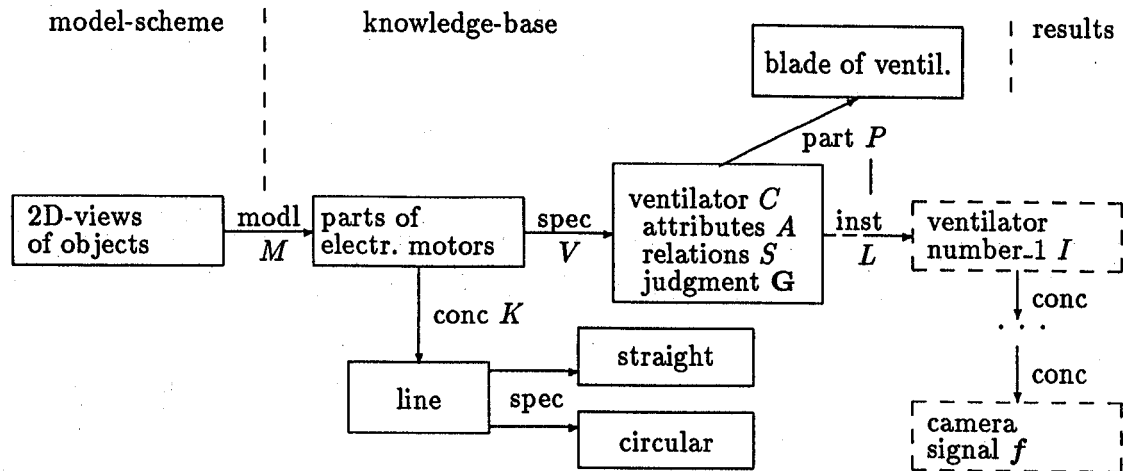 model-scheme
knowledge-base
results
blade of ventil.
part P
2D-views
of objects
modl
M
parts of
electr. motors
spec
V
ventilator C
attributes A
relations S
judgment G
inst
L
ventilator
number_1 I
conc
. . .
conc K
conc
line
spec
straight
circular
camera
signal f